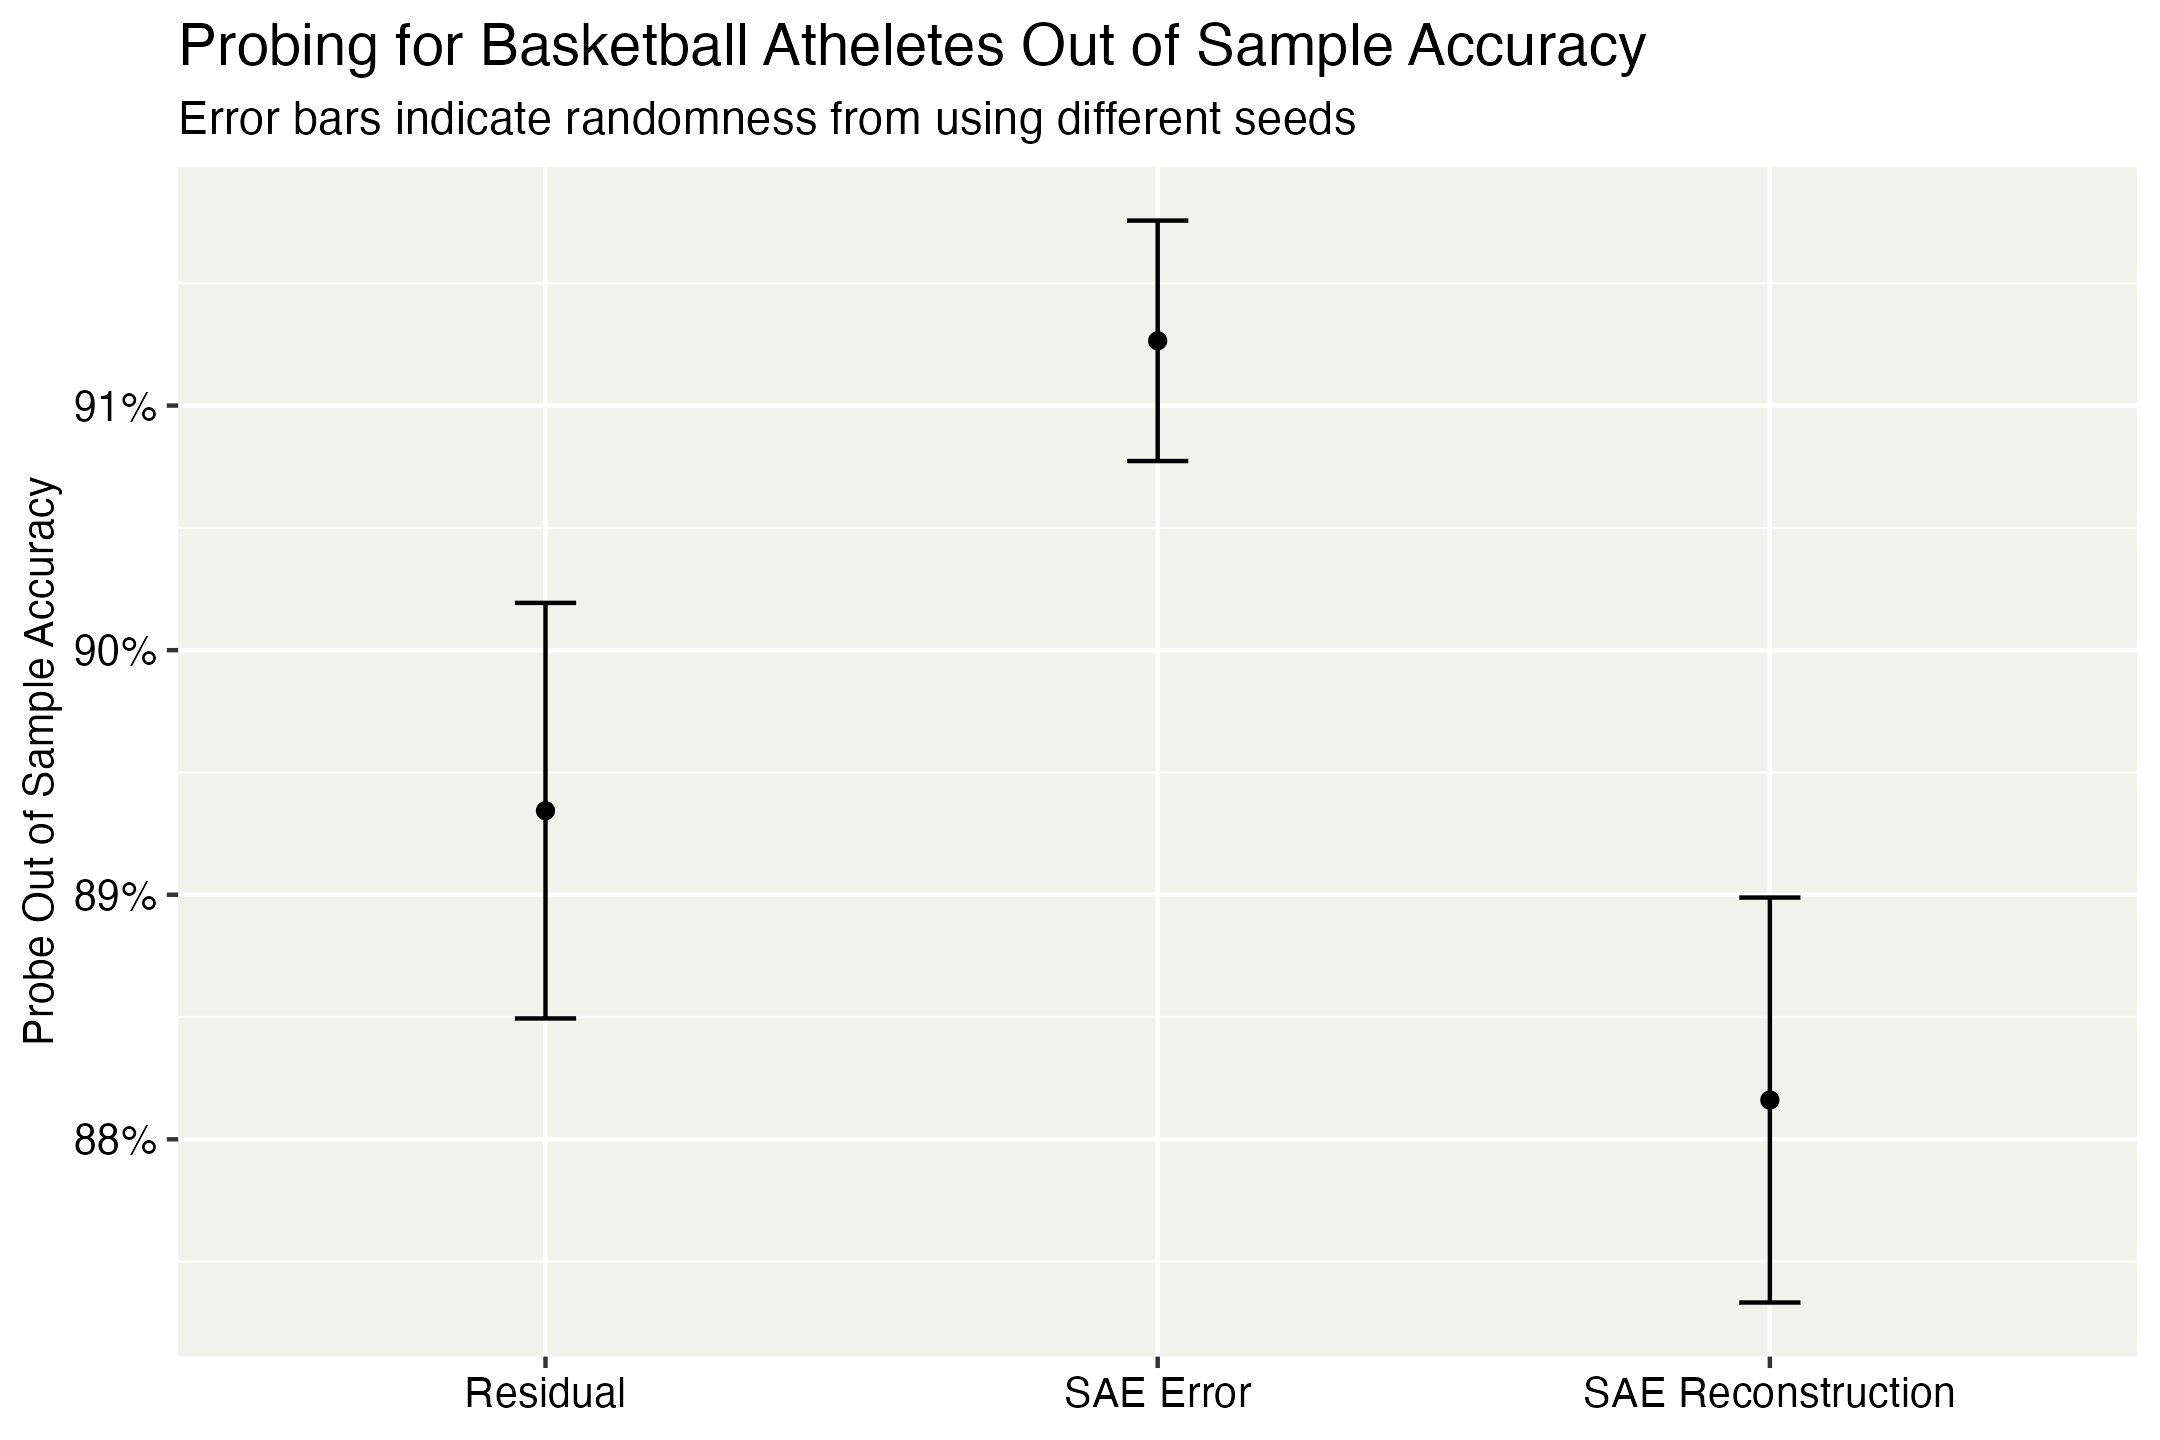 Probing for Basketball Atheletes Out of Sample Accuracy
Error bars indicate randomness from using different seeds
Probe Out of Sample Accuracy
91%
90%
89%
88%
Residual
SAE Error
SAE Reconstruction